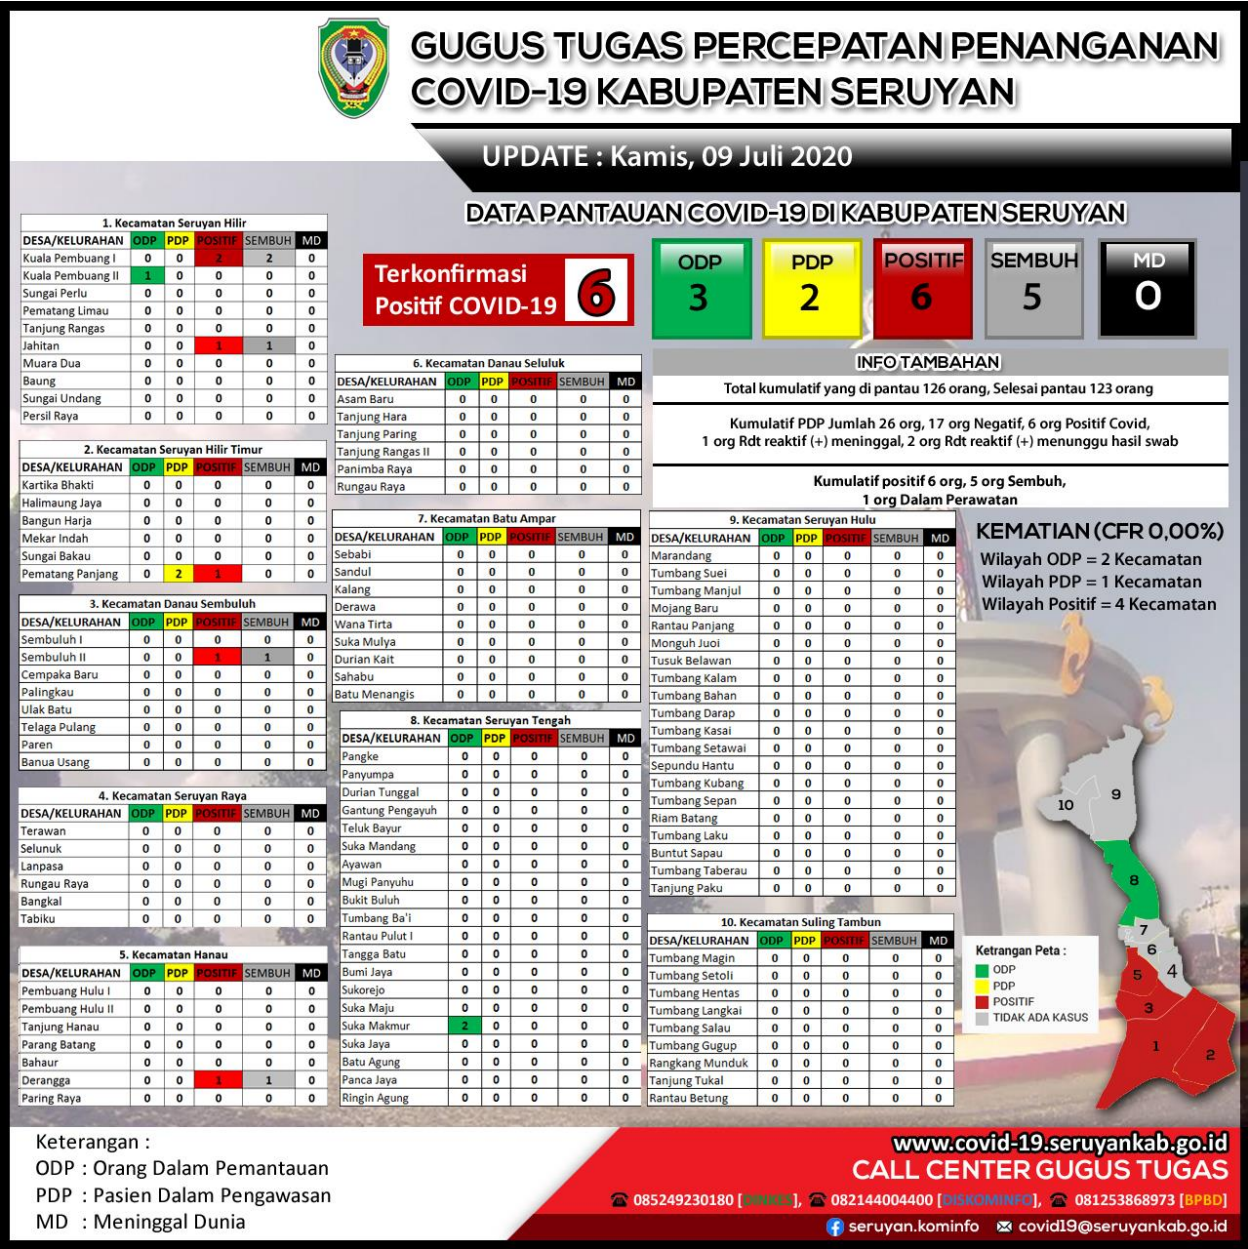 GUGUS TUGAS PERCEPATAN PENANGANAN
COVID-19 KABUPATEN SERUYAN
UPDATE : Kamis, 09 Juli 2020
DATA PANTAUAN COVID-19 DI KABUPATEN SERUYAN
Terkonfirmasi
Positif COVID-19 6
ODP PDP POSITIF SEMBUH MD
3 2 6 5 0
INFO TAMBAHAN
Total kumulatif yang di pantau 126 orang, Selesai pantau 123 orang
Kumulatif PDP Jumlah 26 org, 17 org Negatif, 6 org Positif Covid,
1 org Rdt reaktif (+) meninggal, 2 org Rdt reaktif (+) menunggu hasil swab
Kumulatif positif 6 org, 5 org Sembuh,
1 org Dalam Perawatan
1. Kecamatan Seruyan Hilir
DESA/KELURAHAN ODP PDP POSITIF SEMBUH MD
Kuala Pembuang I 0 0 2 2 0
Kuala Pembuang II 1 0 0 0 0
Sungai Perlu 0 0 0 0 0
Pematang Limau 0 0 0 0 0
Tanjung Rangas 0 0 0 0 0
Jahitan 0 0 1 1 0
Muara Dua 0 0 0 0 0
Baung 0 0 0 0 0
Sungai Undang 0 0 0 0 0
Persil Raya 0 0 0 0 0
2. Kecamatan Seruyan Hilir Timur
DESA/KELURAHAN ODP PDP POSITIF SEMBUH MD
Kartika Bhakti 0 0 0 0 0
Halimaung Jaya 0 0 0 0 0
Bangun Harja 0 0 0 0 0
Mekar Indah 0 0 0 0 0
Sungai Bakau 0 0 0 0 0
Pematang Panjang 0 2 1 0 0
3. Kecamatan Danau Sembuluh
DESA/KELURAHAN ODP PDP POSITIF SEMBUH MD
Sembuluh I 0 0 0 0 0
Sembuluh II 0 0 1 1 0
Cempaka Baru 0 0 0 0 0
Palingkau 0 0 0 0 0
Ulak Batu 0 0 0 0 0
Telaga Pulang 0 0 0 0 0
Paren 0 0 0 0 0
Banua Usang 0 0 0 0 0
4. Kecamatan Seruyan Raya
DESA/KELURAHAN ODP PDP POSITIF SEMBUH MD
Terawan 0 0 0 0 0
Selunuk 0 0 0 0 0
Lanpasa 0 0 0 0 0
Rungau Raya 0 0 0 0 0
Bangkal 0 0 0 0 0
Tabiku 0 0 0 0 0
5. Kecamatan Hanau
DESA/KELURAHAN ODP PDP POSITIF SEMBUH MD
Pembuang Hulu I 0 0 0 0 0
Pembuang Hulu II 0 0 0 0 0
Tanjung Hanau 0 0 0 0 0
Parang Batang 0 0 0 0 0
Bahaur 0 0 0 0 0
Derangga 0 0 1 1 0
Paring Raya 0 0 0 0 0
6. Kecamatan Danau Seluluk
DESA/KELURAHAN ODP PDP POSITIF SEMBUH MD
Asam Baru 0 0 0 0 0
Tanjung Hara 0 0 0 0 0
Tanjung Paring 0 0 0 0 0
Tanjung Rangas II 0 0 0 0 0
Panimba Raya 0 0 0 0 0
Rungau Raya 0 0 0 0 0
7. Kecamatan Batu Ampar
DESA/KELURAHAN ODP PDP POSITIF SEMBUH MD
Sebabi 0 0 0 0 0
Sandul 0 0 0 0 0
Kalang 0 0 0 0 0
Derawa 0 0 0 0 0
Wana Tirta 0 0 0 0 0
Suka Mulya 0 0 0 0 0
Durian Kait 0 0 0 0 0
Sahabu 0 0 0 0 0
Batu Menangis 0 0 0 0 0
8. Kecamatan Seruyan Tengah
DESA/KELURAHAN ODP PDP POSITIF SEMBUH MD
Pangke 0 0 0 0 0
Panyumpa 0 0 0 0 0
Durian Tunggal 0 0 0 0 0
Gantung Pengayuh 0 0 0 0 0
Teluk Bayur 0 0 0 0 0
Suka Mandang 0 0 0 0 0
Ayawan 0 0 0 0 0
Mugi Panyuhu 0 0 0 0 0
Bukit Buluh 0 0 0 0 0
Tumbang Ba'i 0 0 0 0 0
Rantau Pulut I 0 0 0 0 0
Tangga Batu 0 0 0 0 0
Bumi Jaya 0 0 0 0 0
Sukorejo 0 0 0 0 0
Suka Maju 0 0 0 0 0
Suka Makmur 2 0 0 0 0
Suka Jaya 0 0 0 0 0
Batu Agung 0 0 0 0 0
Panca Jaya 0 0 0 0 0
Ringin Agung 0 0 0 0 0
9. Kecamatan Seruyan Hulu
DESA/KELURAHAN ODP PDP POSITIF SEMBUH MD
Marandang 0 0 0 0 0
Tumbang Suei 0 0 0 0 0
Tumbang Manjul 0 0 0 0 0
Mojang Baru 0 0 0 0 0
Rantau Panjang 0 0 0 0 0
Monguh Juoi 0 0 0 0 0
Tusuk Belawan 0 0 0 0 0
Tumbang Kalam 0 0 0 0 0
Tumbang Bahan 0 0 0 0 0
Tumbang Darap 0 0 0 0 0
Tumbang Kasai 0 0 0 0 0
Tumbang Setawai 0 0 0 0 0
Sepundu Hantu 0 0 0 0 0
Tumbang Kubang 0 0 0 0 0
Tumbang Sepan 0 0 0 0 0
Riam Batang 0 0 0 0 0
Tumbang Laku 0 0 0 0 0
Buntut Sapau 0 0 0 0 0
Tumbang Taberau 0 0 0 0 0
Tanjung Paku 0 0 0 0 0
10. Kecamatan Suling Tambun
DESA/KELURAHAN ODP PDP POSITIF SEMBUH MD
Tumbang Magin 0 0 0 0 0
Tumbang Setoli 0 0 0 0 0
Tumbang Hentas 0 0 0 0 0
Tumbang Langkai 0 0 0 0 0
Tumbang Salau 0 0 0 0 0
Tumbang Gugup 0 0 0 0 0
Rangkang Munduk 0 0 0 0 0
Tanjung Tukal 0 0 0 0 0
Rantau Betung 0 0 0 0 0
KEMATIAN (CFR 0,00%)
Wilayah ODP = 2 Kecamatan
Wilayah PDP = 1 Kecamatan
Wilayah Positif = 4 Kecamatan
9
10
8
7
6
5 4
3
1
2
Ketrangan Peta :
ODP
PDP
POSITIF
TIDAK ADA KASUS
Keterangan :
ODP : Orang Dalam Pemantauan
PDP : Pasien Dalam Pengawasan
MD : Meninggal Dunia
www.covid-19.seruyankab.go.id
CALL CENTER GUGUS TUGAS
085249230180 [DINKES], 082144004400 [DISKOMINFO], 081253868973 [BPBD]
seruyan.kominfo covid19@seruyankab.go.id